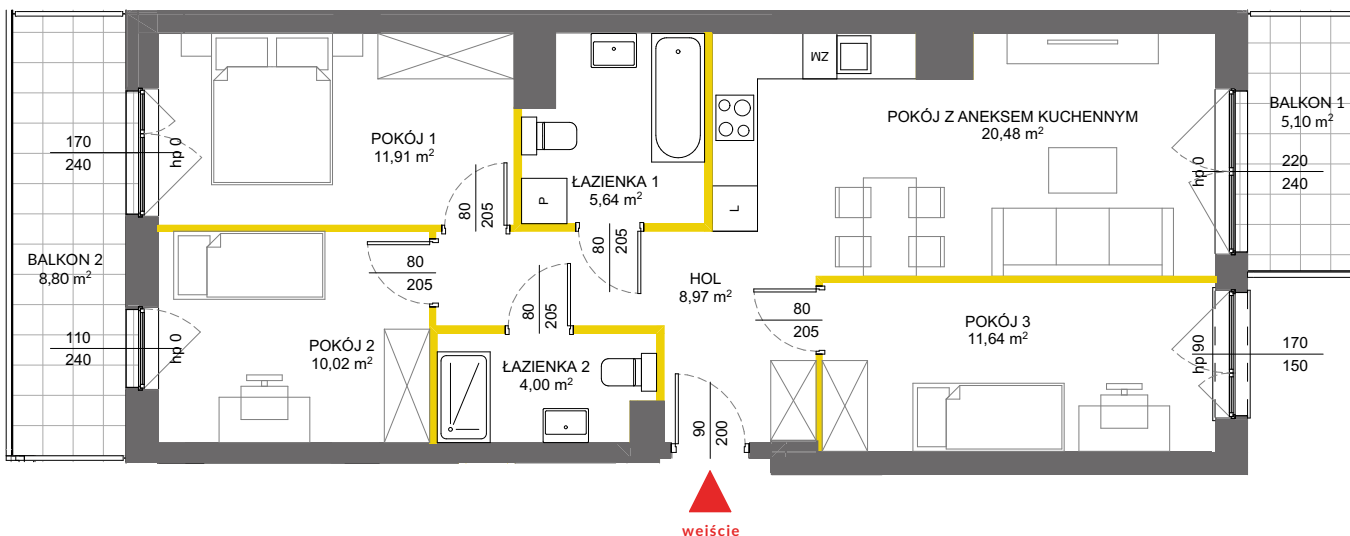 POKÓJ 1
11,91 m²
170
240
hp 0
BALKON 2
8,80 m²
110
240
hp 0
POKÓJ 2
10,02 m²
80
205
80
205
ŁAZIENKA 1
5,64 m²
P
80
205
80
205
ŁAZIENKA 2
4,00 m²
ZM
L
POKÓJ Z ANEKSEM KUCHENNYM
20,48 m²
HOL
8,97 m²
80
205
POKÓJ 3
11,64 m²
90
200
hp 0
BALKON 1
5,10 m²
220
240
hp 90
170
150
wejście